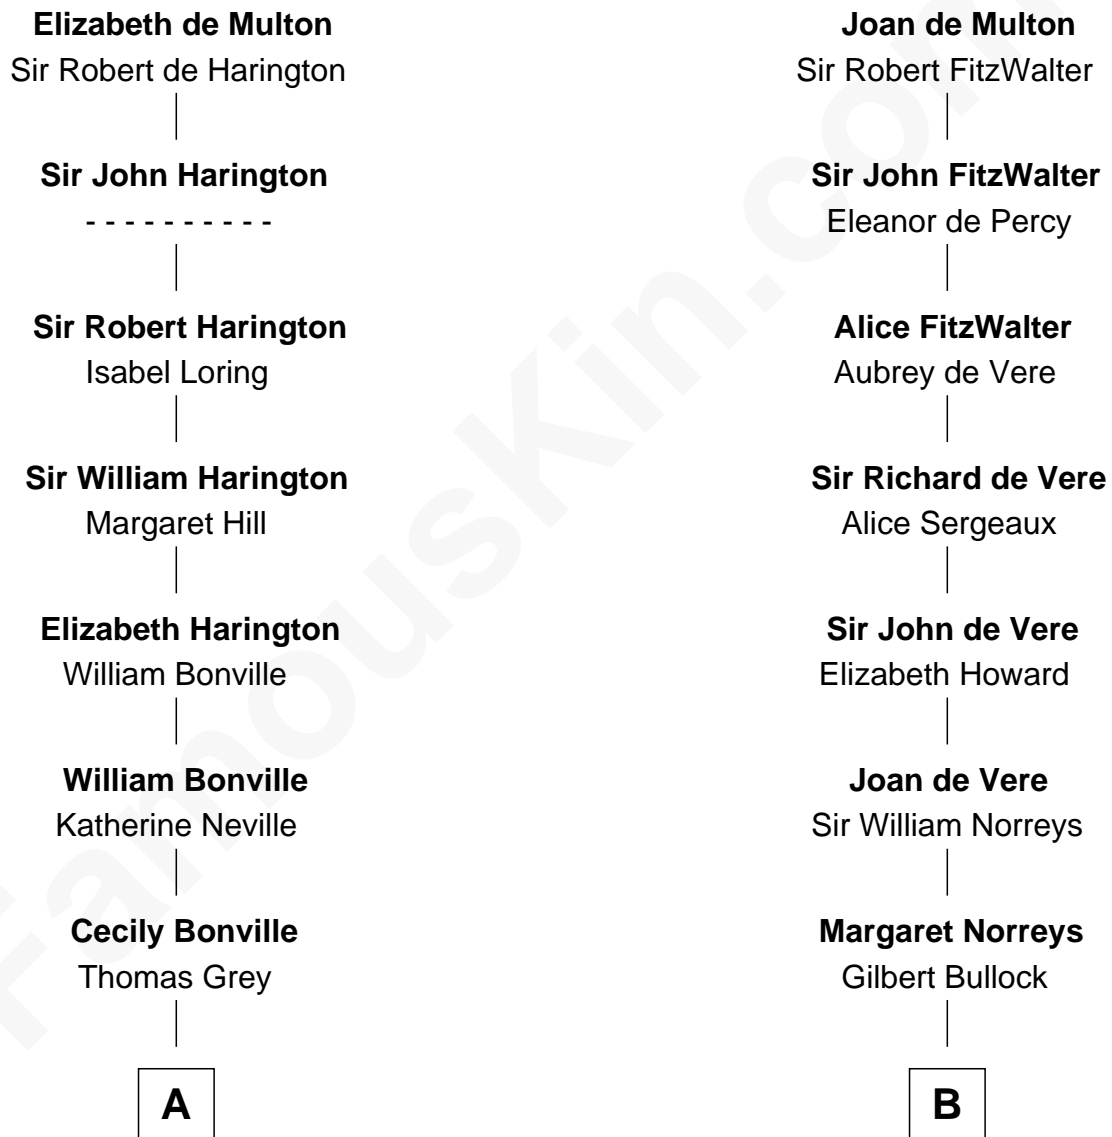 Elizabeth de Multon
Sir Robert de Harington
Sir John Harington
- - - - - - - - - -
Sir Robert Harington
Isabel Loring
Sir William Harington
Margaret Hill
Elizabeth Harington
William Bonville
William Bonville
Katherine Neville
Cecily Bonville
Thomas Grey
A
Joan de Multon
Sir Robert FitzWalter
Sir John FitzWalter
Eleanor de Percy
Alice FitzWalter
Aubrey de Vere
Sir Richard de Vere
Alice Sergeaux
Sir John de Vere
Elizabeth Howard
Joan de Vere
Sir William Norreys
Margaret Norreys
Gilbert Bullock
B
FamousKin.com